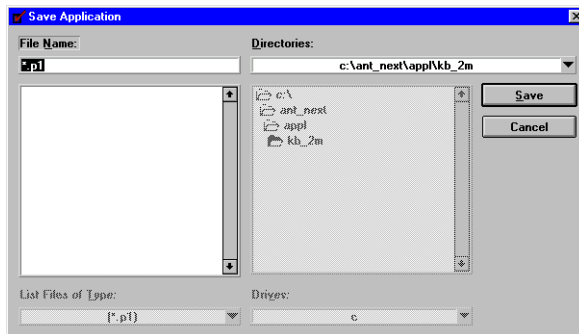 Save Application
File Name:
*.p1
Directories:
c:\ant_next\appl\kb_2m
c:\
ant_next
appl
kb_2m
Save
Cancel
List Files of Type:
(*.p1)
Drives:
c